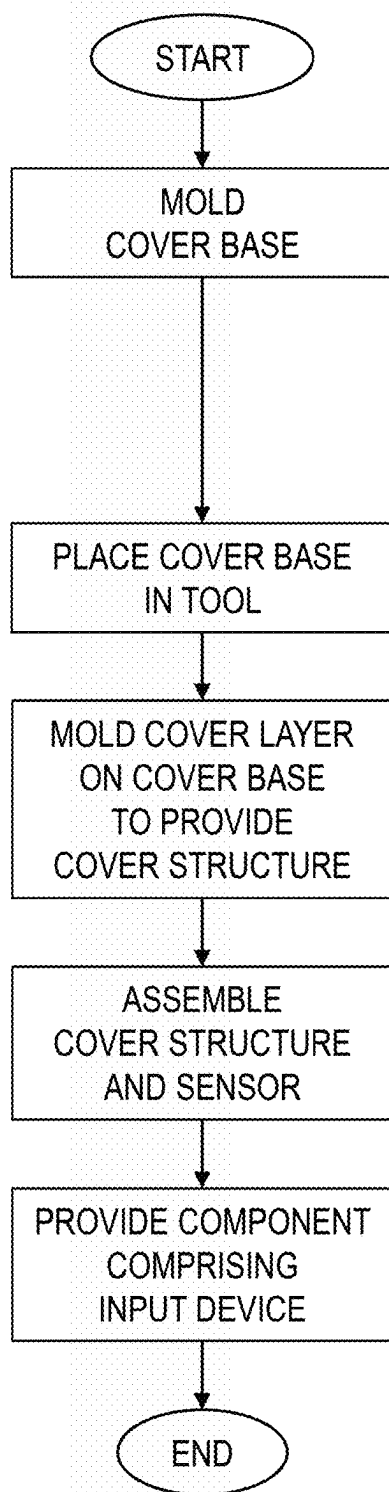 START
MOLD
COVER BASE
PLACE COVER BASE
IN TOOL
MOLD COVER LAYER
ON COVER BASE
TO PROVIDE
COVER STRUCTURE
ASSEMBLE
COVER STRUCTURE
AND SENSOR
PROVIDE COMPONENT
COMPRISING
INPUT DEVICE
END